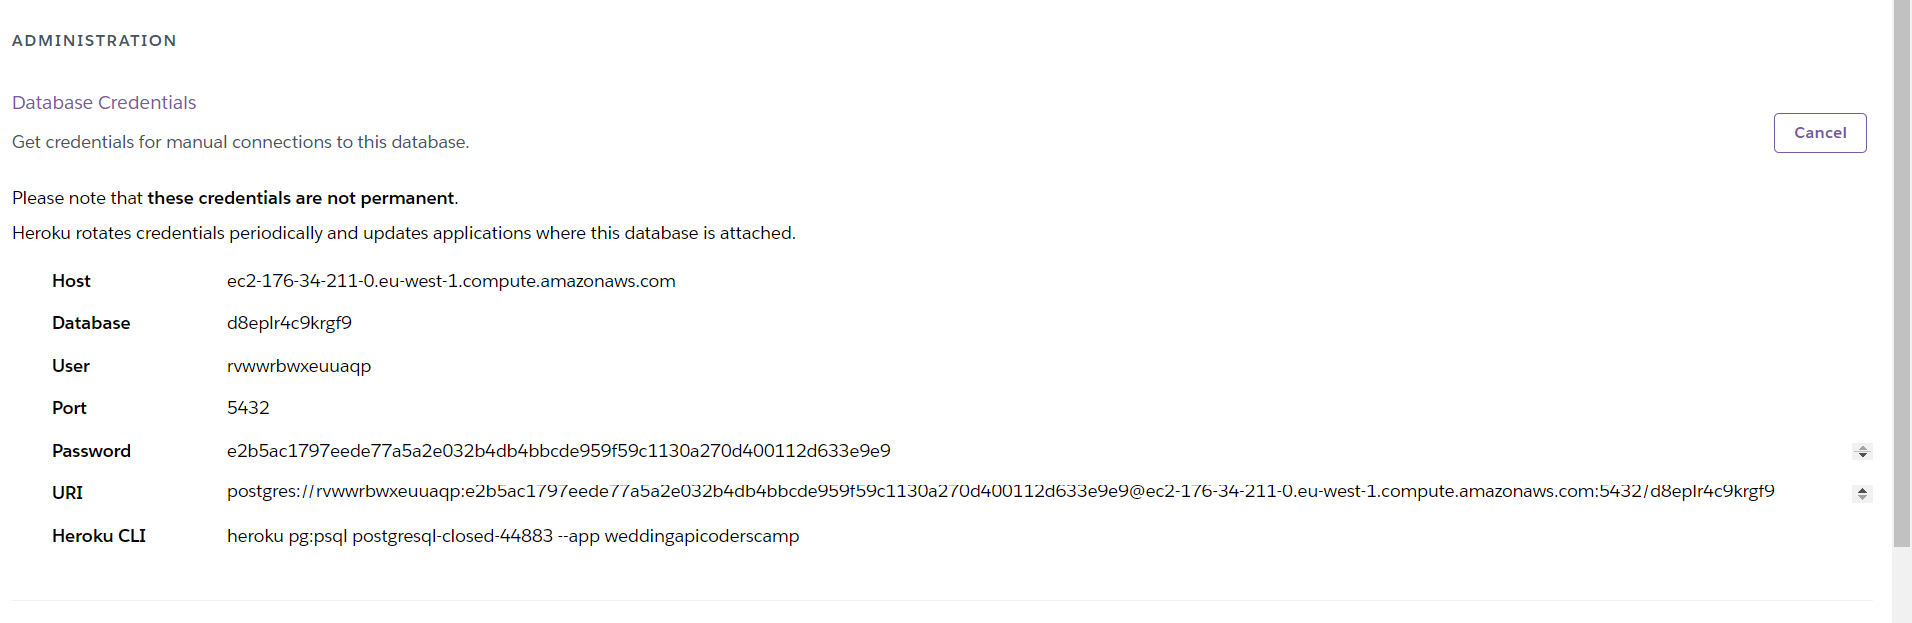 ADMINISTRATION
Database Credentials
Get credentials for manual connections to this database.
Cancel
Please note that these credentials are not permanent.
Heroku rotates credentials periodically and updates applications where this database is attached.
Host ec2-176-34-211-0.eu-west-1.compute.amazonaws.com
Database d8eplr4c9krgf9
User rvwwrbwxeuuaqp
Port 5432
Password e2b5ac1797eede77a5a2e032b4db4bbcde959f59c1130a270d400112d633e9e9
URI postgres://rvwwrbwxeuuaqp:e2b5ac1797eede77a5a2e032b4db4bbcde959f59c1130a270d400112d633e9e9@ec2-176-34-211-0.eu-west-1.compute.amazonaws.com:5432/d8eplr4c9krgf9
Heroku CLI heroku pg:psql postgresql-closed-44883 --app weddingapicoderscamp